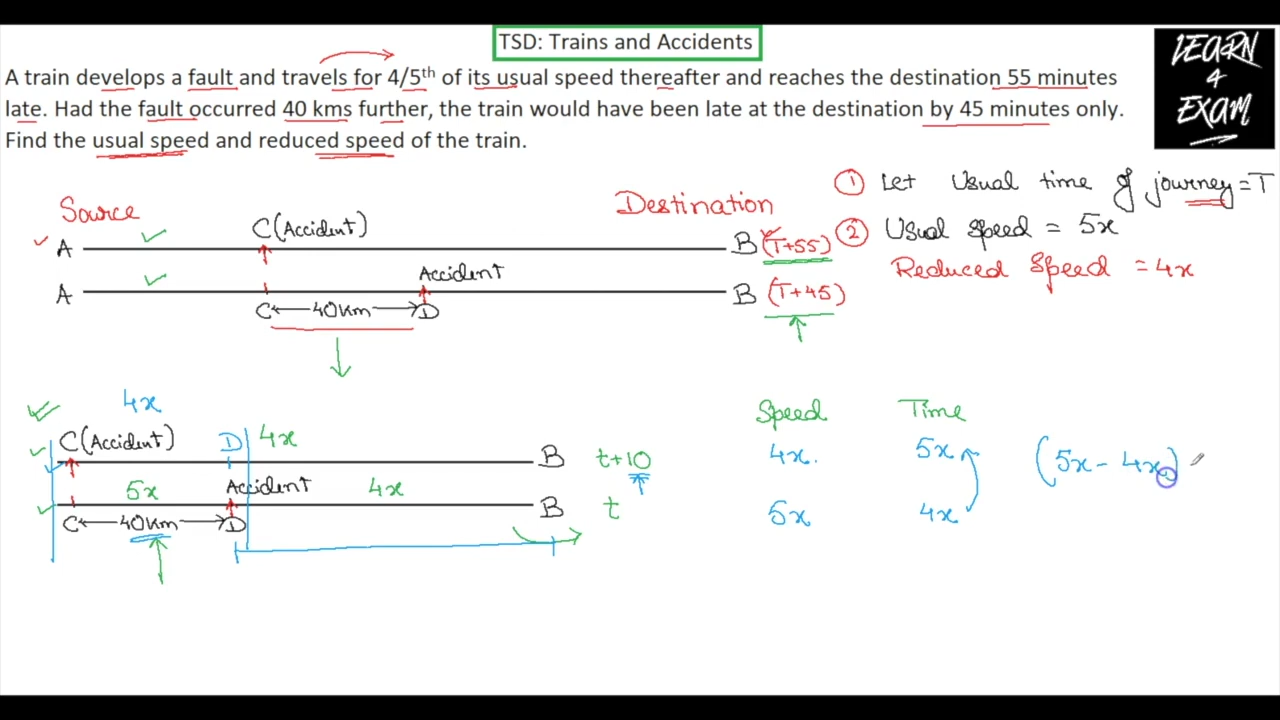 TSD: Trains and Accidents
LEARN
4
EXAM
A train develops a fault and travels for 4/5th of its usual speed thereafter and reaches the destination 55 minutes
late. Had the fault occurred 40 kms further, the train would have been late at the destination by 45 minutes only.
Find the usual speed and reduced speed of the train.
① Let Usual time of journey = T
② Usual speed = 5x
Reduced Speed = 4x
Source
Destination
C (Accident)
A
B (T+55)
Accident
A
B (T+45)
C 40Km D
4x
Speed Time
C (Accident) D 4x
B t+10 4x. 5x (5x - 4x)
5x Accident 4x
B t 5x 4x
C 40Km D